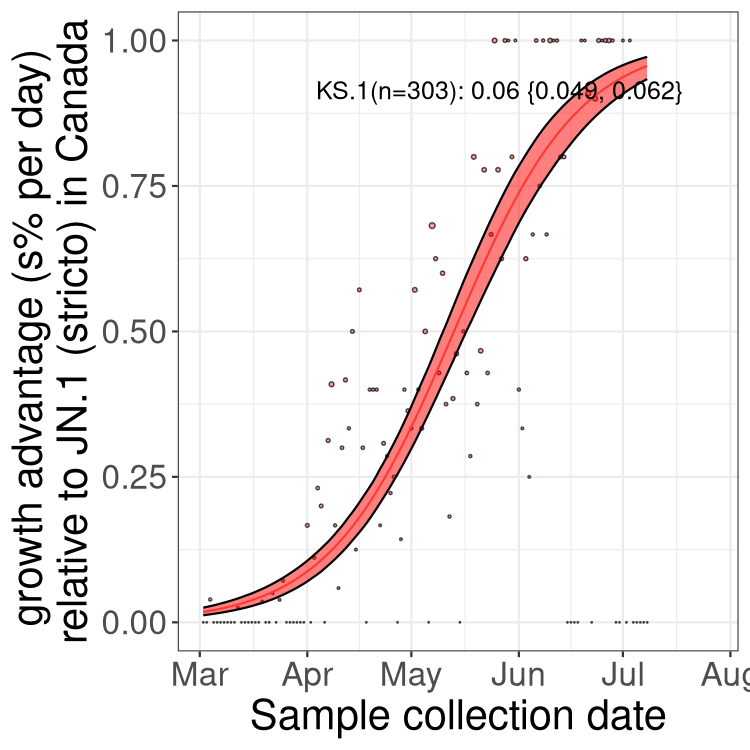 growth advantage (s% per day)
relative to JN.1 (stricto) in Canada
1.00
0.75
0.50
0.25
0.00
KS.1(n=303): 0.06 {0.049, 0.062}
Mar Apr May Jun Jul Aug
Sample collection date